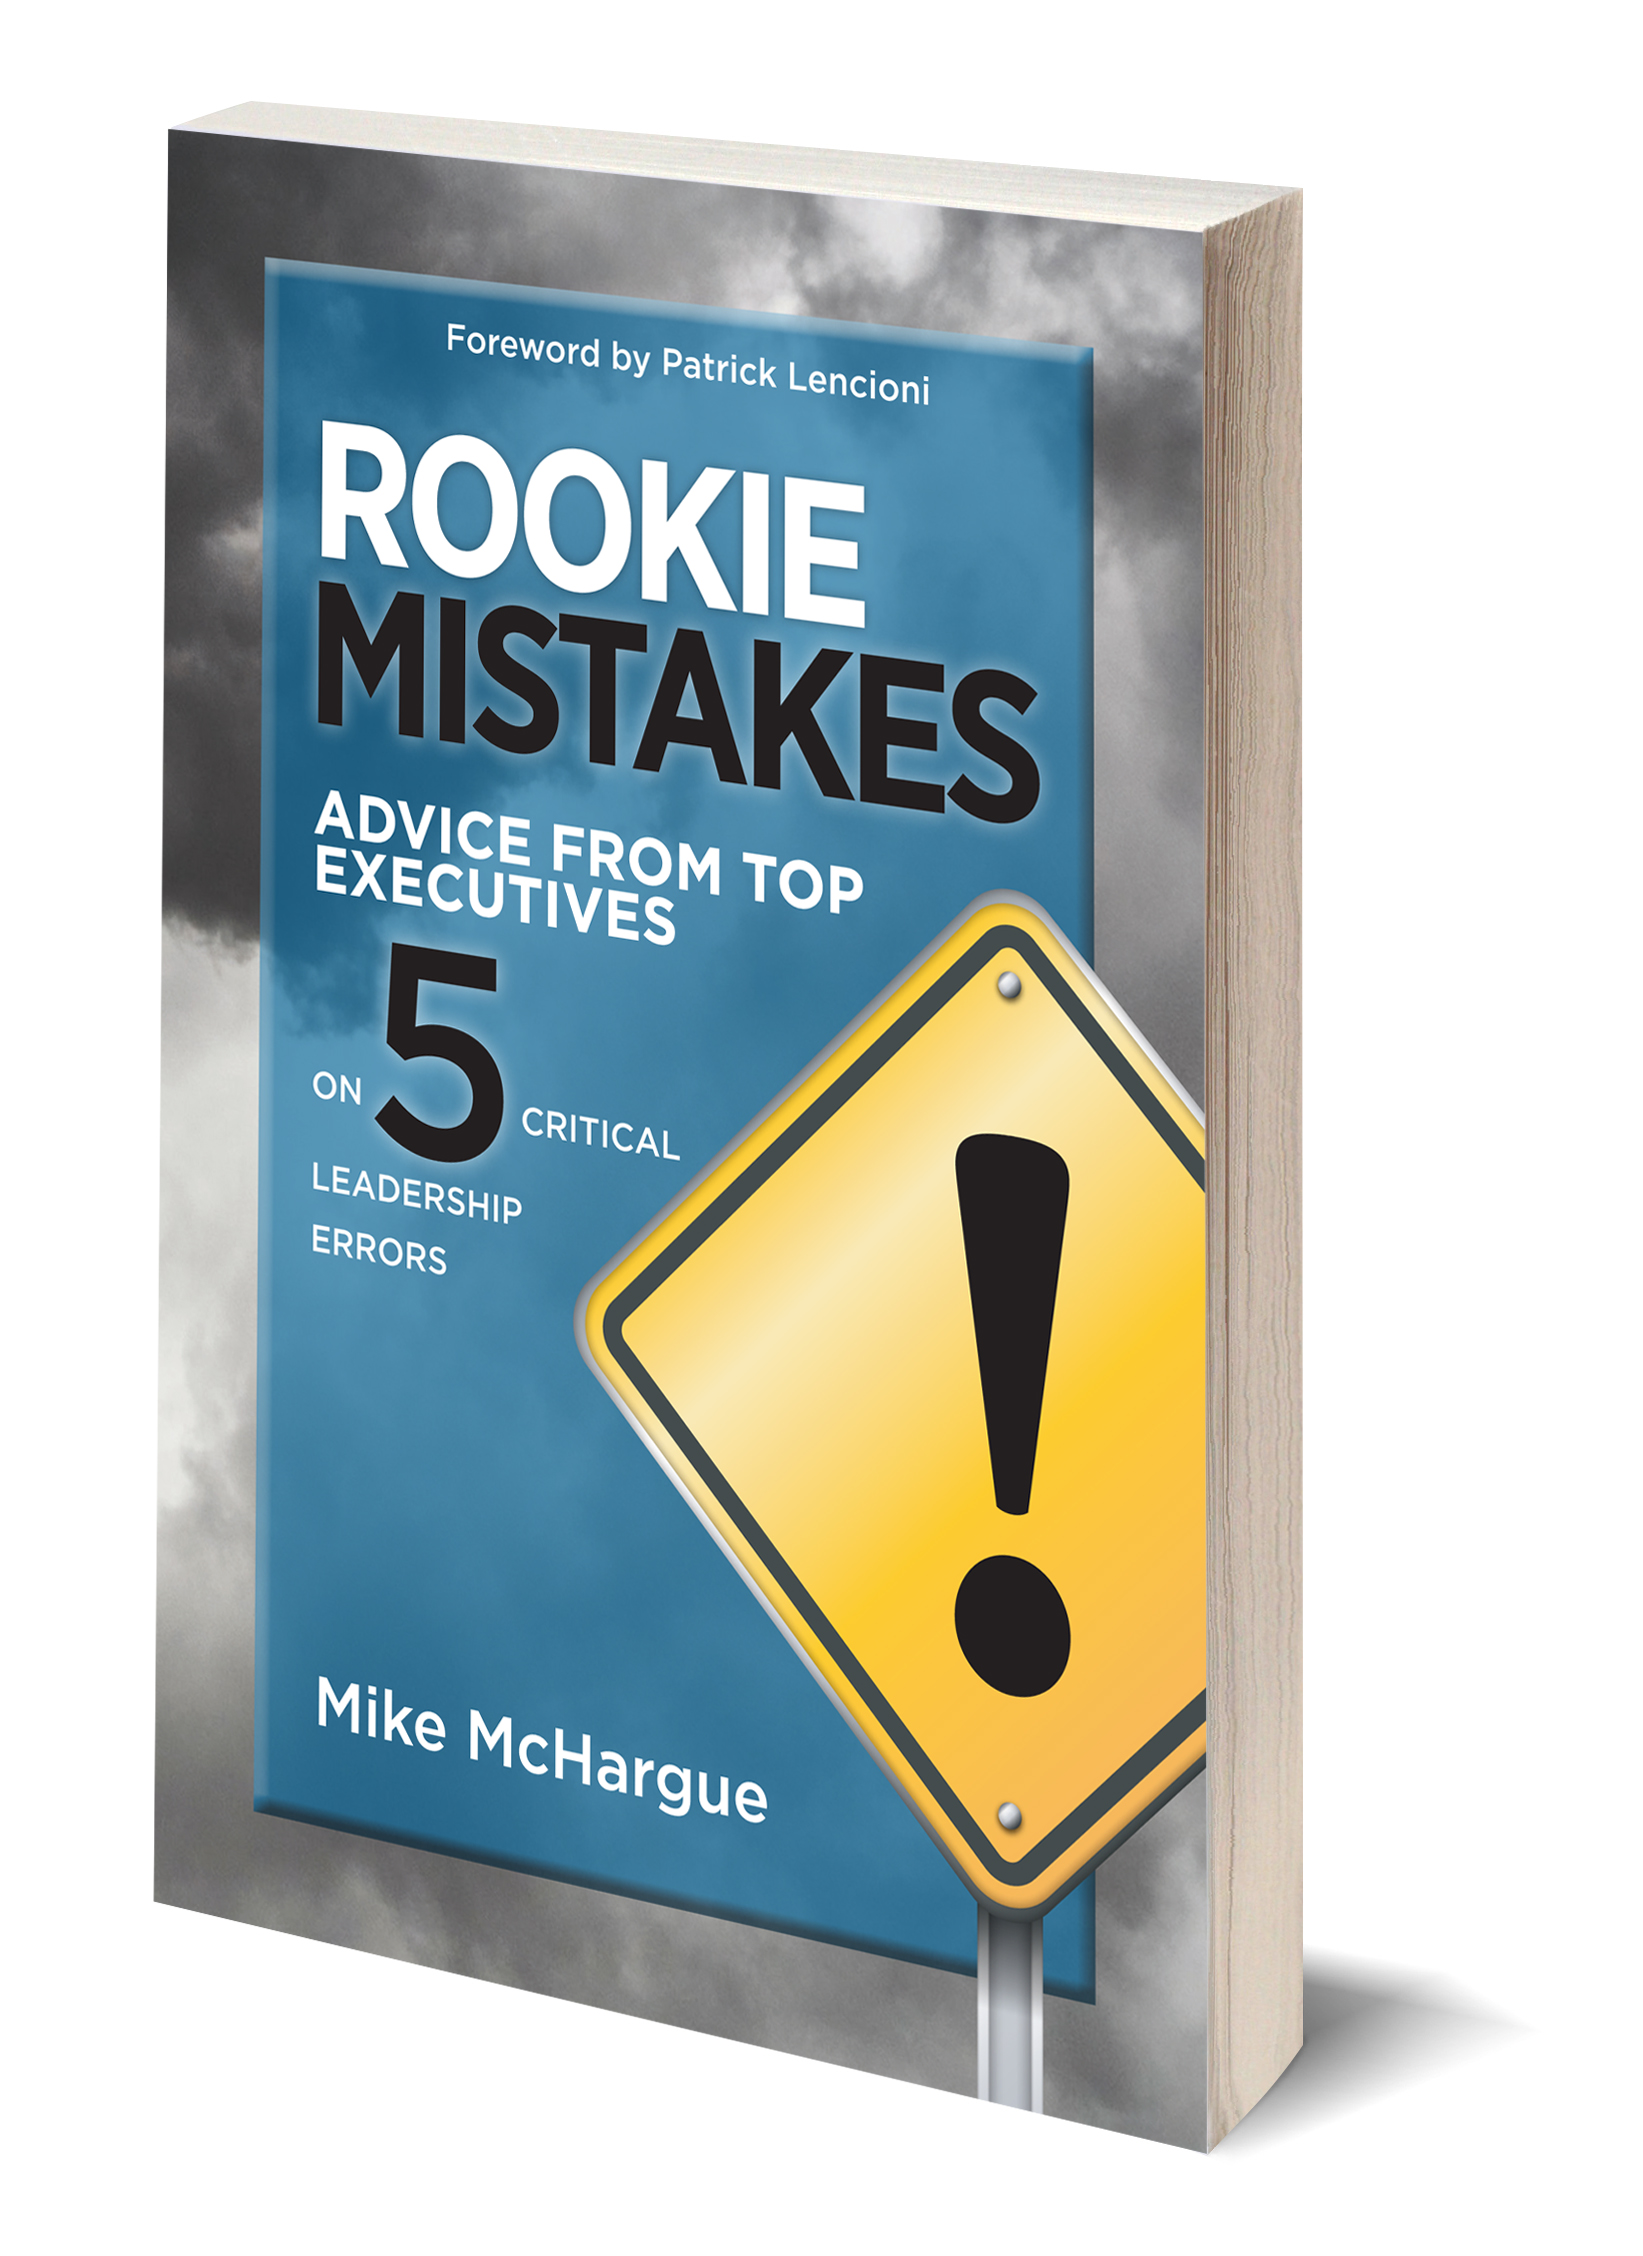 Foreword by Patrick Lencioni
ROOKIE
MISTAKES
ADVICE FROM TOP
EXECUTIVES
ON 5 CRITICAL
LEADERSHIP
ERRORS
!
Mike McHargue